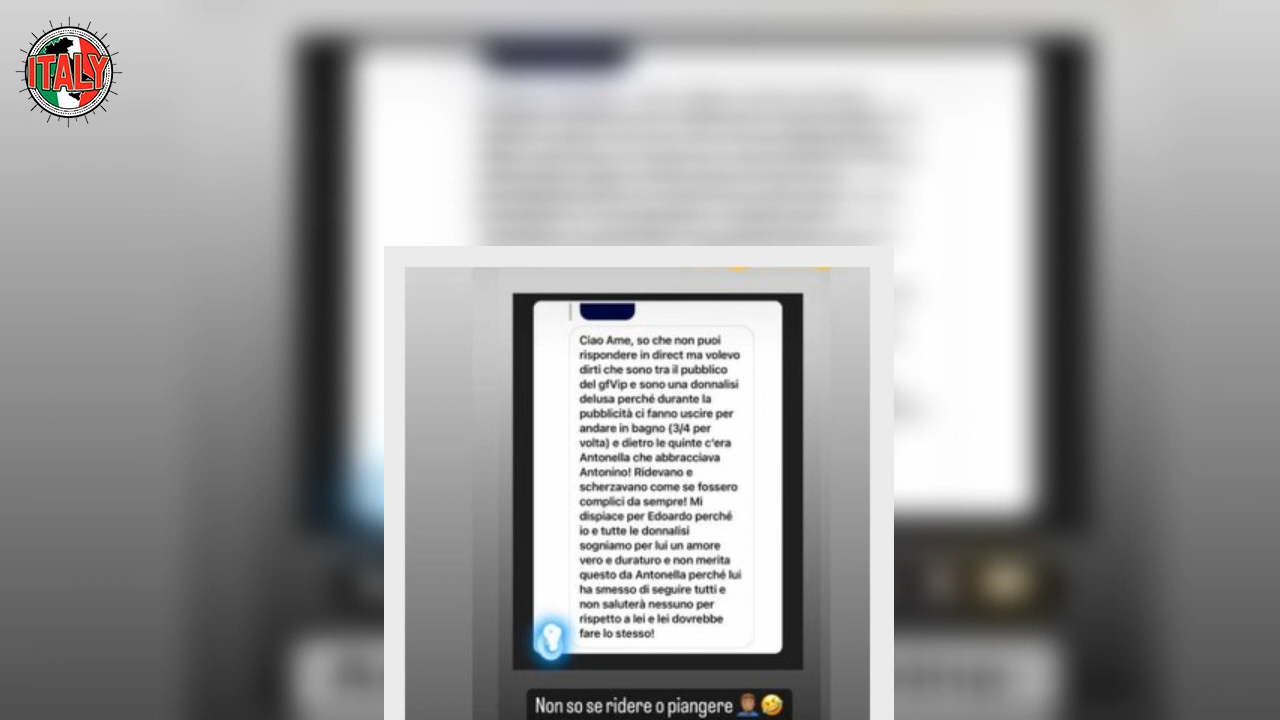 ITALY
Ciao Ame, so che non puoi
rispondere in direct ma volevo
dirti che sono tra il pubblico
del gfVip e sono una donnalisi
delusa perché durante la
pubblicità ci fanno uscire per
andare in bagno (3/4 per
volta) e dietro le quinte c'era
Antonella che abbracciava
Antonino! Ridevano e
scherzavano come se fossero
complici da sempre! Mi
dispiace per Edoardo perché
io e tutte le donnalisi
sogniamo per lui un amore
vero e duraturo e non merita
questo da Antonella perché lui
ha smesso di seguire tutti e
non saluterà nessuno per
rispetto a lei e lei dovrebbe
fare lo stesso!
Non so se ridere o piangere 🤦🏽‍♂️🤣